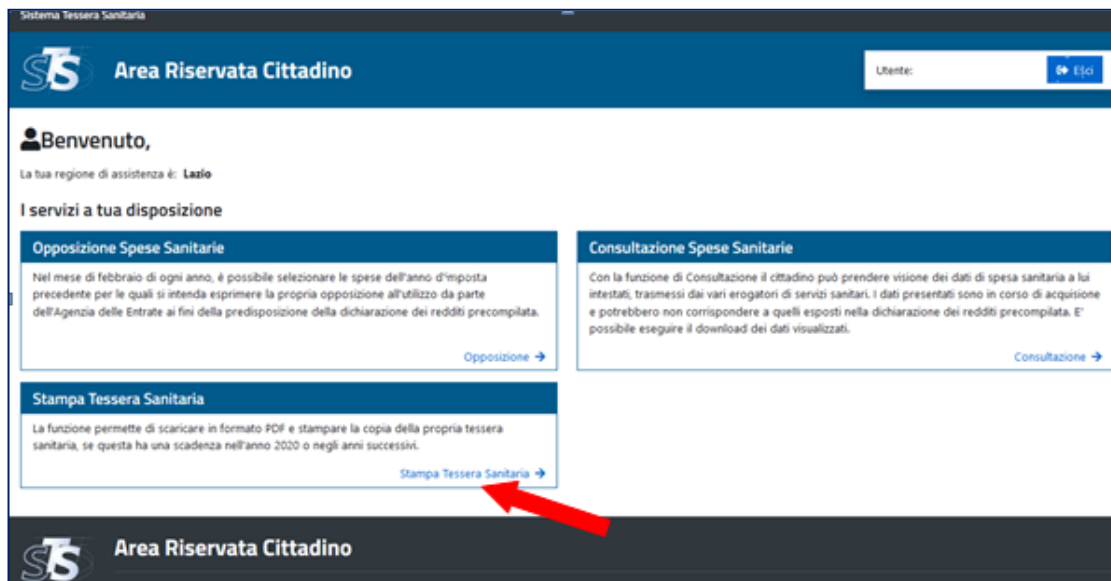 Sistema Tessera Sanitaria
STS
Area Riservata Cittadino
Utente:
Esci
Benvenuto,
La tua regione di assistenza è: Lazio
I servizi a tua disposizione
Opposizione Spese Sanitarie
Nel mese di febbraio di ogni anno, è possibile selezionare le spese dell'anno d'imposta
precedente per le quali si intenda esprimere la propria opposizione all'utilizzo da parte
dell'Agenzia delle Entrate ai fini della predisposizione della dichiarazione dei redditi precompilata.
Opposizione →
Consultazione Spese Sanitarie
Con la funzione di Consultazione il cittadino può prendere visione dei dati di spesa sanitaria a lui
intestati, trasmessi dai vari erogatori di servizi sanitari. I dati presentati sono in corso di acquisizione
e potrebbero non corrispondere a quelli esposti nella dichiarazione dei redditi precompilata. E'
possibile eseguire il download dei dati visualizzati.
Consultazione →
Stampa Tessera Sanitaria
La funzione permette di scaricare in formato PDF e stampare la copia della propria tessera
sanitaria, se questa ha una scadenza nell'anno 2020 o negli anni successivi.
Stampa Tessera Sanitaria →
STS
Area Riservata Cittadino